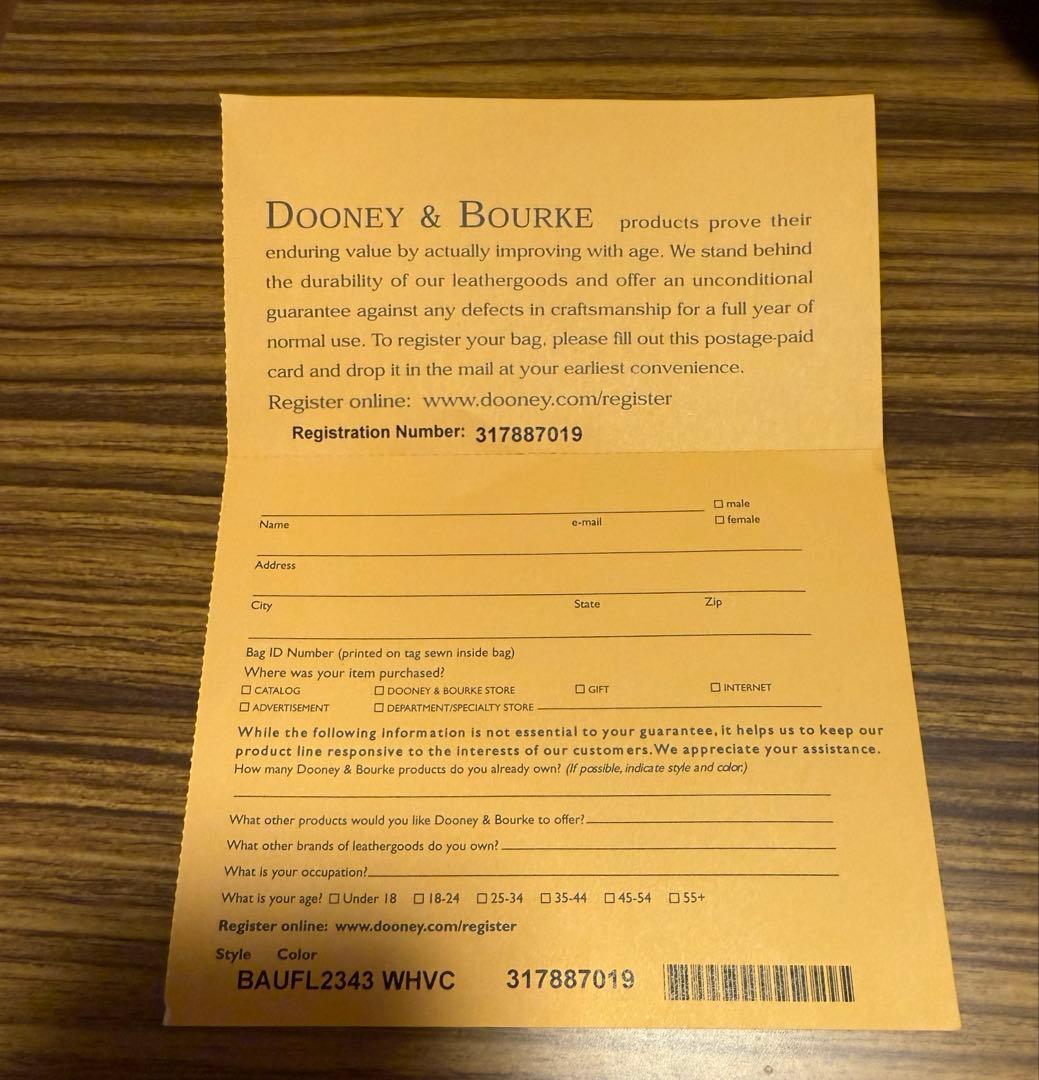 DOONEY & BOURKE products prove their
enduring value by actually improving with age. We stand behind
the durability of our leathergoods and offer an unconditional
guarantee against any defects in craftsmanship for a full year of
normal use. To register your bag, please fill out this postage-paid
card and drop it in the mail at your earliest convenience.
Register online: www.dooney.com/register
Registration Number: 317887019
☐ male
Name e-mail ☐ female
Address
City State Zip
Bag ID Number (printed on tag sewn inside bag)
Where was your item purchased?
☐ CATALOG ☐ DOONEY & BOURKE STORE ☐ GIFT ☐ INTERNET
☐ ADVERTISEMENT ☐ DEPARTMENT/SPECIALTY STORE
While the following information is not essential to your guarantee, it helps us to keep our
product line responsive to the interests of our customers. We appreciate your assistance.
How many Dooney & Bourke products do you already own? (If possible, indicate style and color.)
What other products would you like Dooney & Bourke to offer?
What other brands of leathergoods do you own?
What is your occupation?
What is your age? ☐ Under 18 ☐ 18-24 ☐ 25-34 ☐ 35-44 ☐ 45-54 ☐ 55+
Register online: www.dooney.com/register
Style Color
BAUFL2343 WHVC 317887019